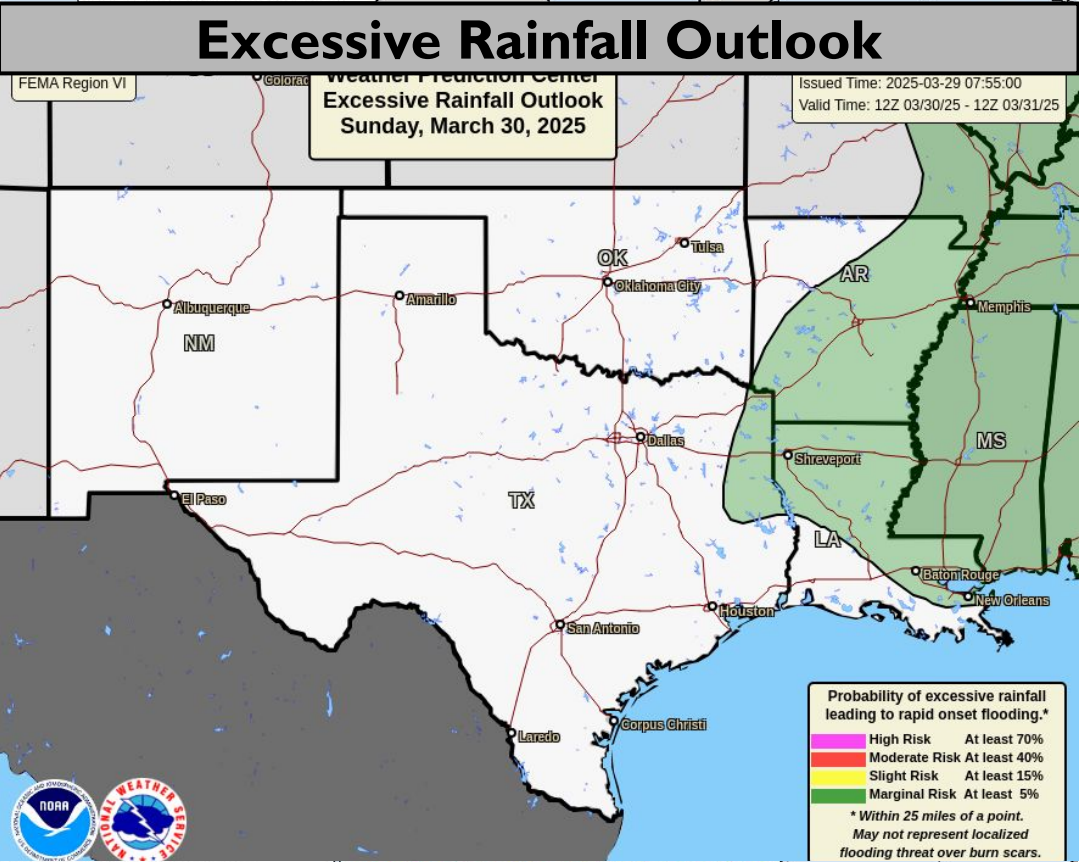 Excessive Rainfall Outlook
FEMA Region VI
Weather Prediction Center
Excessive Rainfall Outlook
Sunday, March 30, 2025
Issued Time: 2025-03-29 07:55:00
Valid Time: 12Z 03/30/25 - 12Z 03/31/25
Tulsa
OK
Oklahoma City
AR
Albuquerque
Amarillo
Memphis
NM
Dallas
MS
Shreveport
El Paso
TX
LA
Baton Rouge
New Orleans
Houston
San Antonio
Corpus Christi
Laredo
Probability of excessive rainfall
leading to rapid onset flooding.*
High Risk At least 70%
Moderate Risk At least 40%
Slight Risk At least 15%
Marginal Risk At least 5%
* Within 25 miles of a point.
May not represent localized
flooding threat over burn scars.
NOAA
NATIONAL WEATHER SERVICE